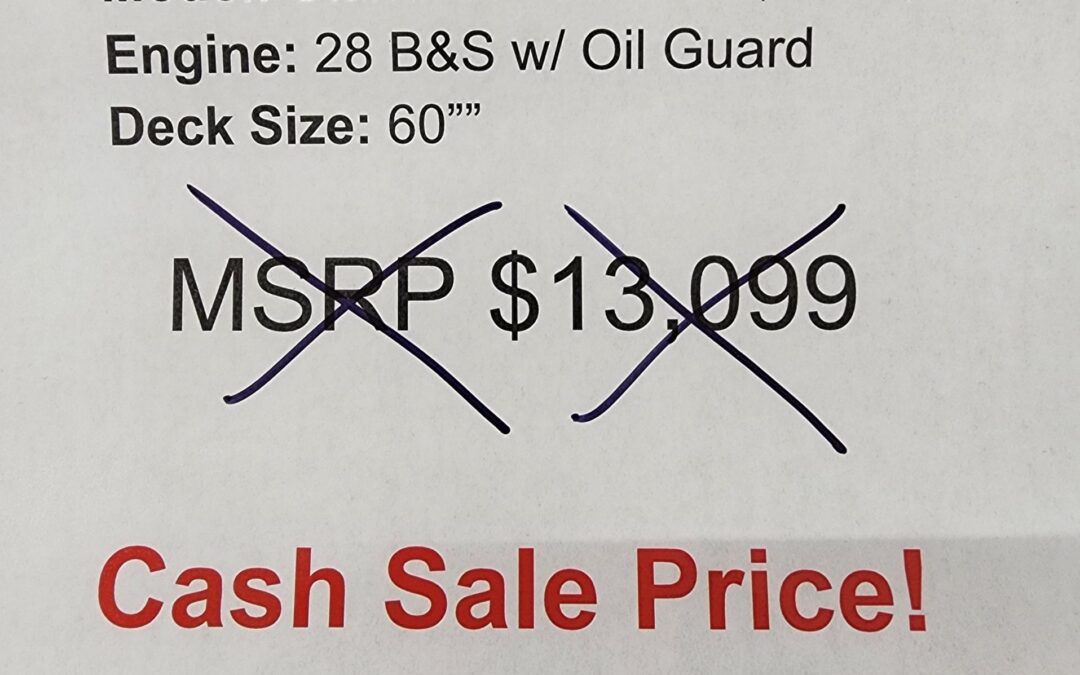 Engine: 28 B&S w/ Oil Guard
Deck Size: 60””
MSRP $13,099
Cash Sale Price!